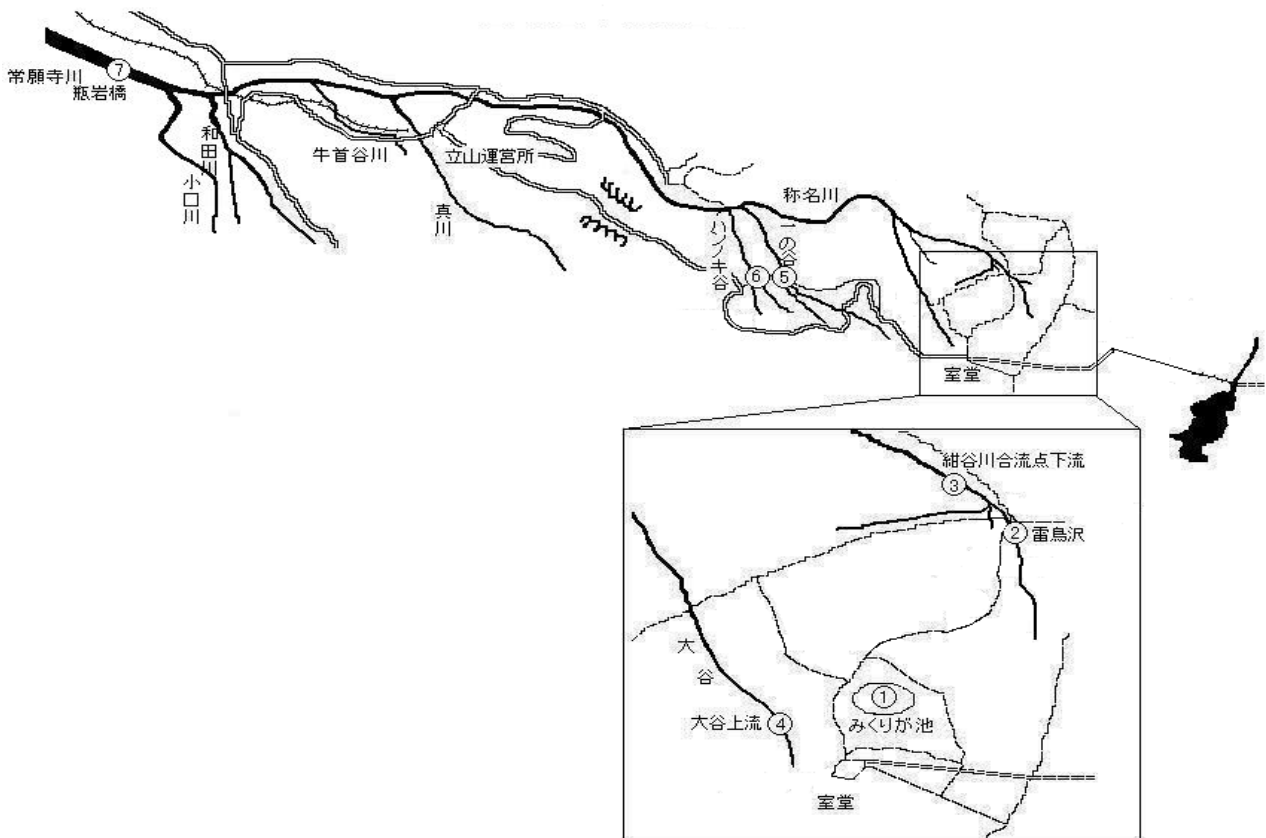 常願寺川
⑦
瓶岩橋
和田川
小口川
牛首谷川
真川
立山運営所
称名川
ハンノキ谷
一の谷
⑥
⑤
室堂
紺谷川合流点下流
③
②
雷鳥沢
大谷
①
みくりが池
大谷上流
④
室堂